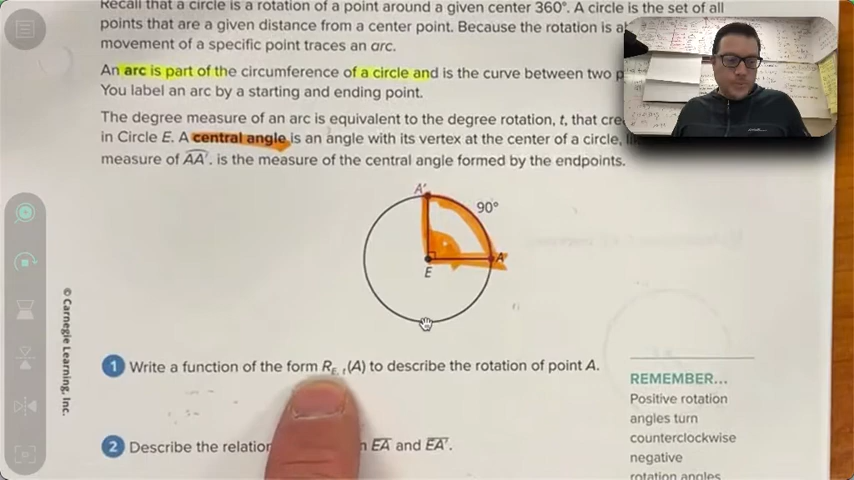 Recall that a circle is a rotation of a point around a given center 360°. A circle is the set of all
points that are a given distance from a center point. Because the rotation is a
movement of a specific point traces an arc.
An arc is part of the circumference of a circle and is the curve between two p
You label an arc by a starting and ending point.
The degree measure of an arc is equivalent to the degree rotation, t, that cre
in Circle E. A central angle is an angle with its vertex at the center of a circle,
measure of AA′. is the measure of the central angle formed by the endpoints.
A′
90°
A
E
© Carnegie Learning, Inc.
1 Write a function of the form R_E, t (A) to describe the rotation of point A.
REMEMBER...
Positive rotation
angles turn
counterclockwise
negative
rotation angles
2 Describe the relation n EA and EA′.